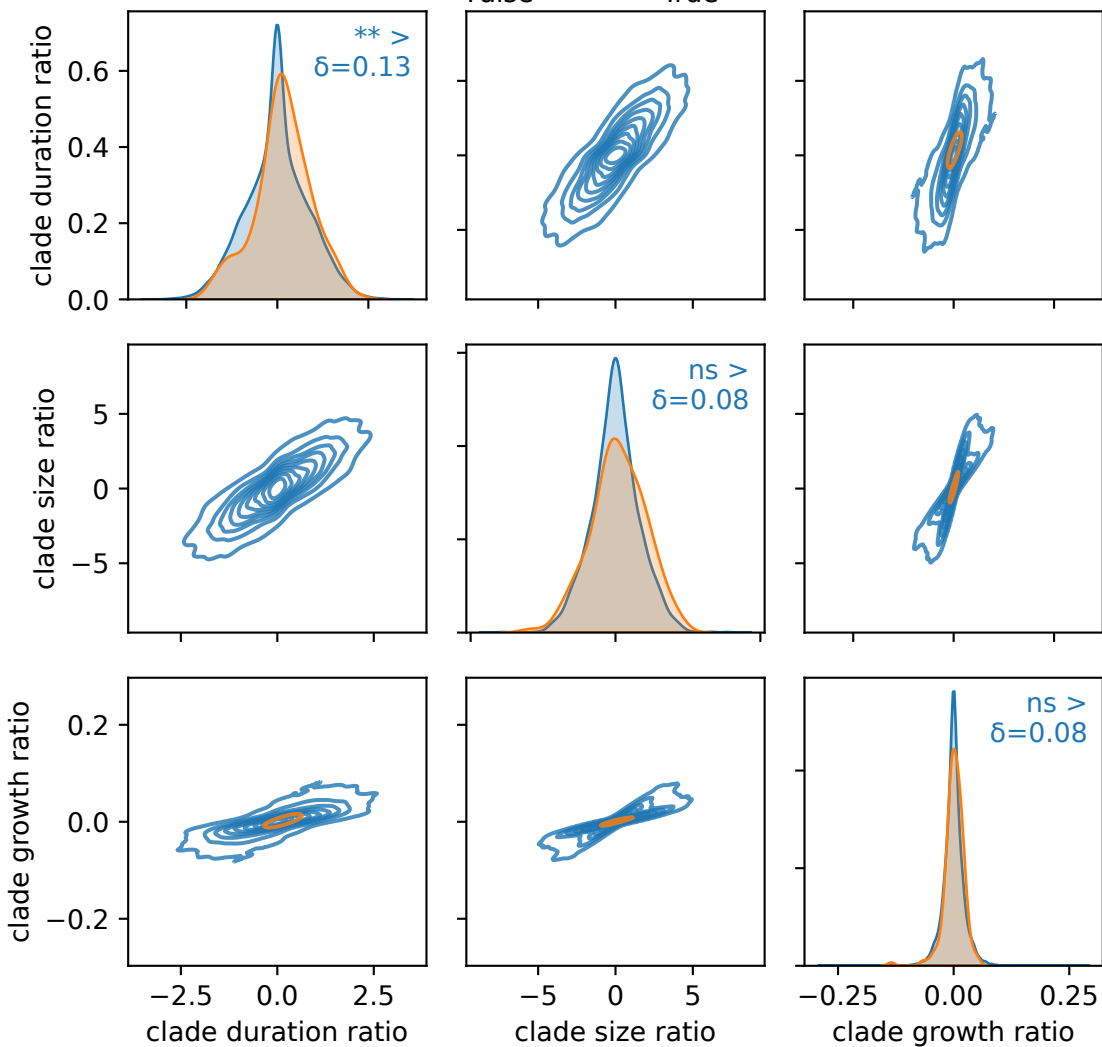 clade duration ratio
0.6
0.4
0.2
0.0
** >
δ=0.13
clade size ratio
5
0
−5
ns >
δ=0.08
clade growth ratio
0.2
0.0
−0.2
ns >
δ=0.08
−2.5 0.0 2.5
−5 0 5
−0.25 0.00 0.25
clade duration ratio
clade size ratio
clade growth ratio